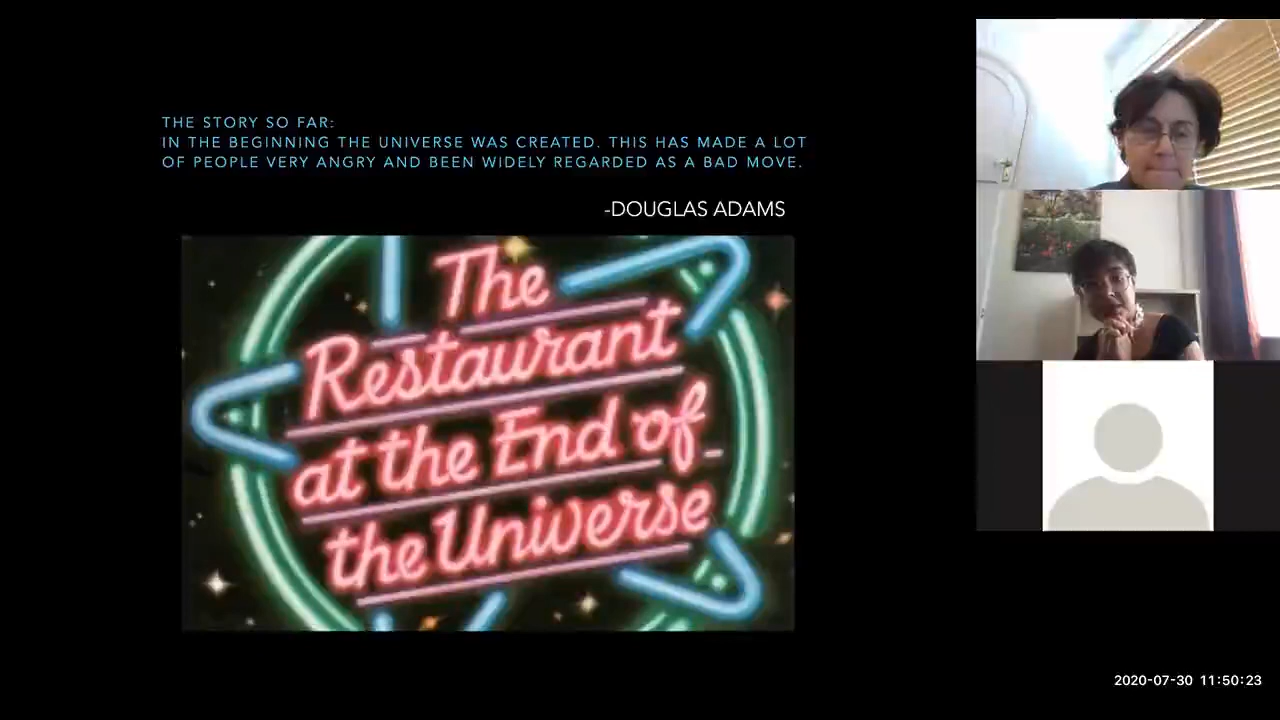 THE STORY SO FAR:
IN THE BEGINNING THE UNIVERSE WAS CREATED. THIS HAS MADE A LOT
OF PEOPLE VERY ANGRY AND BEEN WIDELY REGARDED AS A BAD MOVE.
-DOUGLAS ADAMS
The
Restaurant
at the End of
the Universe
2020-07-30 11:50:23